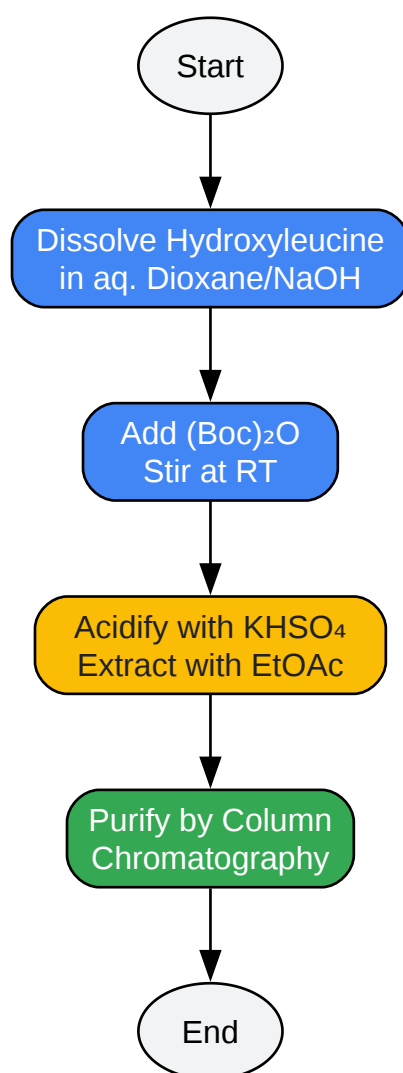 Start
Dissolve Hydroxyleucine
in aq. Dioxane/NaOH
Add (Boc)₂O
Stir at RT
Acidify with KHSO₄
Extract with EtOAc
Purify by Column
Chromatography
End